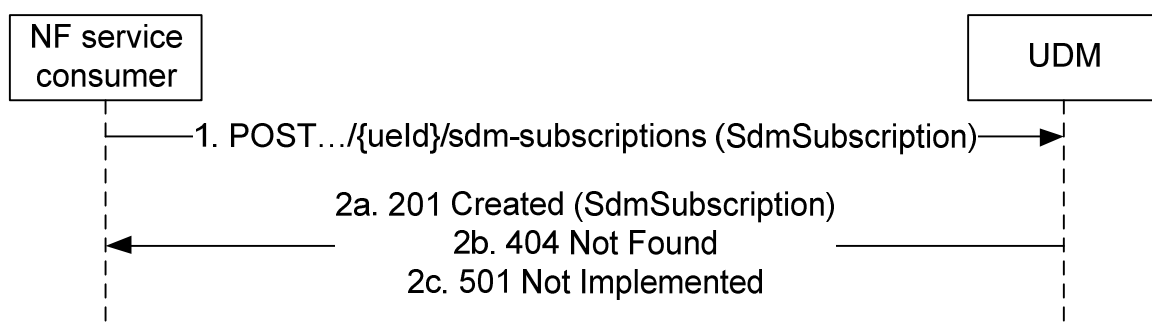 NF service
consumer
UDM
1. POST…/{ueId}/sdm-subscriptions (SdmSubscription)
2a. 201 Created (SdmSubscription)
2b. 404 Not Found
2c. 501 Not Implemented